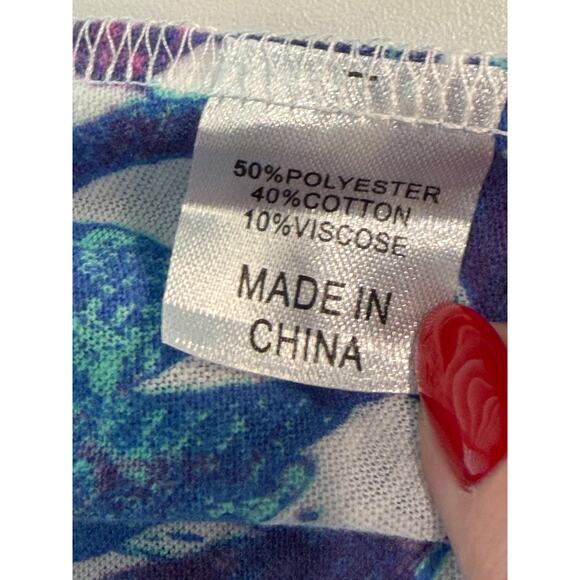 50%POLYESTER
40%COTTON
10%VISCOSE
MADE IN
CHINA